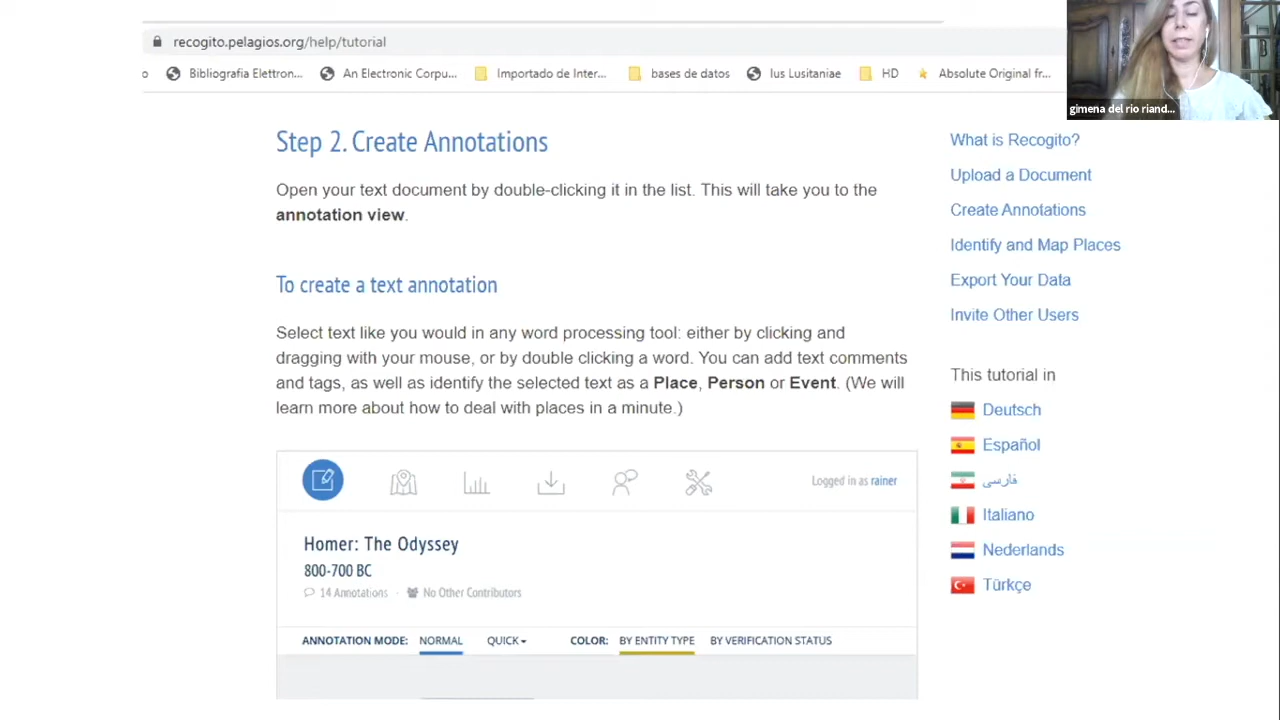 recogito.pelagios.org/help/tutorial
o Bibliografia Elettron... An Electronic Corpu... Importado de Inter... bases de datos Ius Lusitaniae HD Absolute Original fr...
gimena del rio riand...
Step 2. Create Annotations
Open your text document by double-clicking it in the list. This will take you to the
annotation view.
To create a text annotation
Select text like you would in any word processing tool: either by clicking and
dragging with your mouse, or by double clicking a word. You can add text comments
and tags, as well as identify the selected text as a Place, Person or Event. (We will
learn more about how to deal with places in a minute.)
Logged in as rainer
Homer: The Odyssey
800-700 BC
14 Annotations · No Other Contributors
ANNOTATION MODE: NORMAL QUICK COLOR: BY ENTITY TYPE BY VERIFICATION STATUS
What is Recogito?
Upload a Document
Create Annotations
Identify and Map Places
Export Your Data
Invite Other Users
This tutorial in
Deutsch
Español
فارسی
Italiano
Nederlands
Türkçe